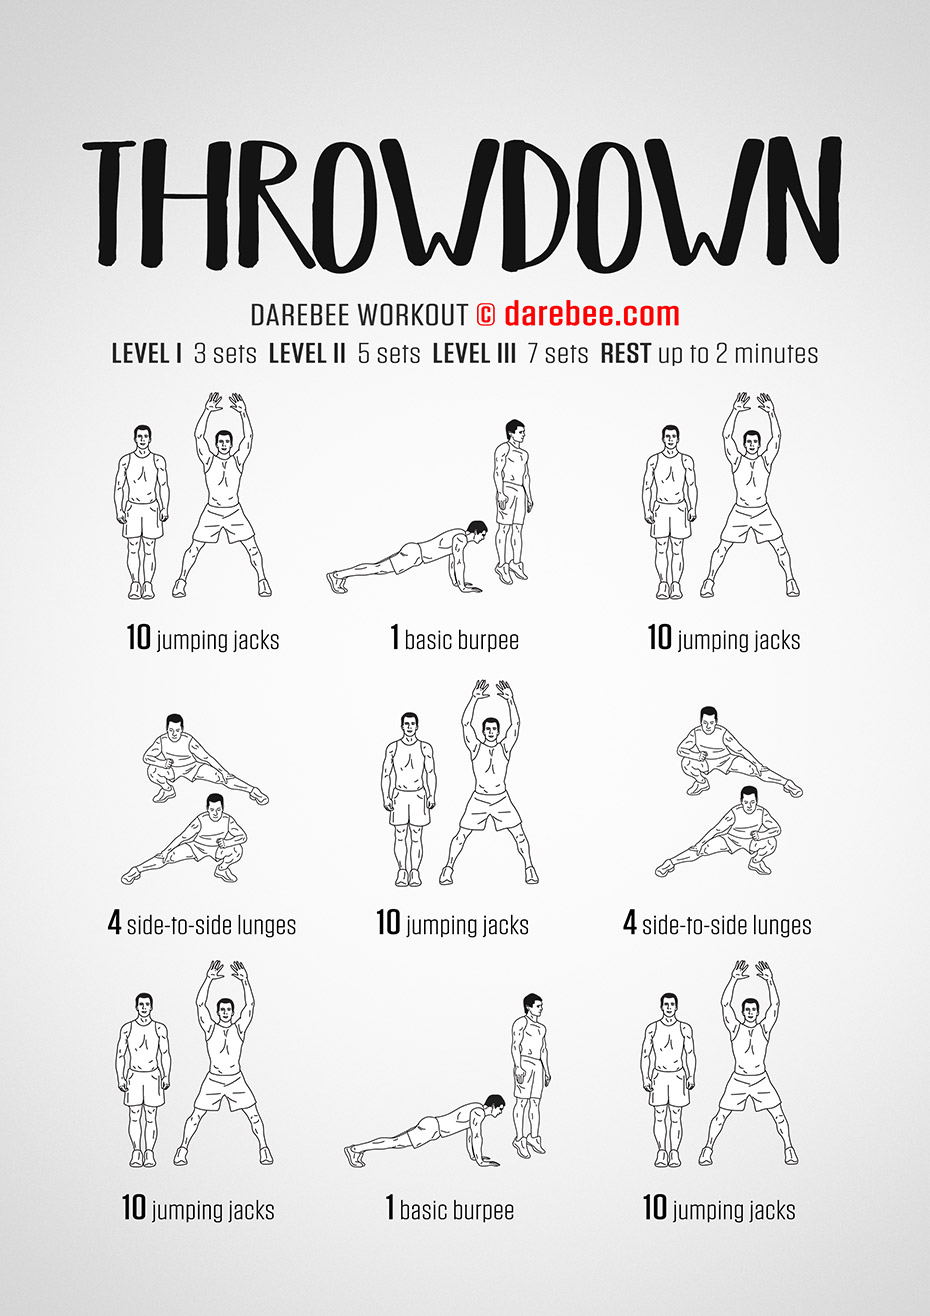 THROWDOWN
DAREBEE WORKOUT © darebee.com
LEVEL I 3 sets LEVEL II 5 sets LEVEL III 7 sets REST up to 2 minutes
10 jumping jacks
1 basic burpee
10 jumping jacks
4 side-to-side lunges
10 jumping jacks
4 side-to-side lunges
10 jumping jacks
1 basic burpee
10 jumping jacks